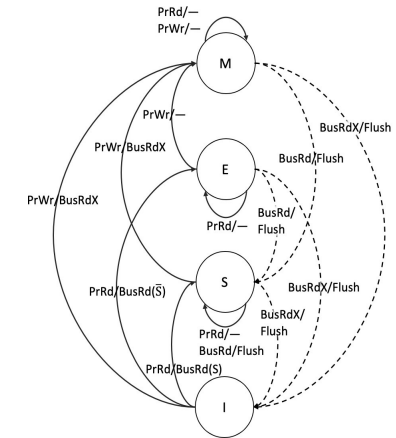 PrRd/—
PrWr/—
M
BusRdX/Flush
PrWr/—
PrWr/BusRdX
BusRd/Flush
E
PrWr/BusRdX
PrRd/—
BusRd/
Flush
PrRd/BusRd(S̅)
S
BusRdX/Flush
PrRd/—
BusRd/Flush
BusRdX/
Flush
PrRd/BusRd(S)
I